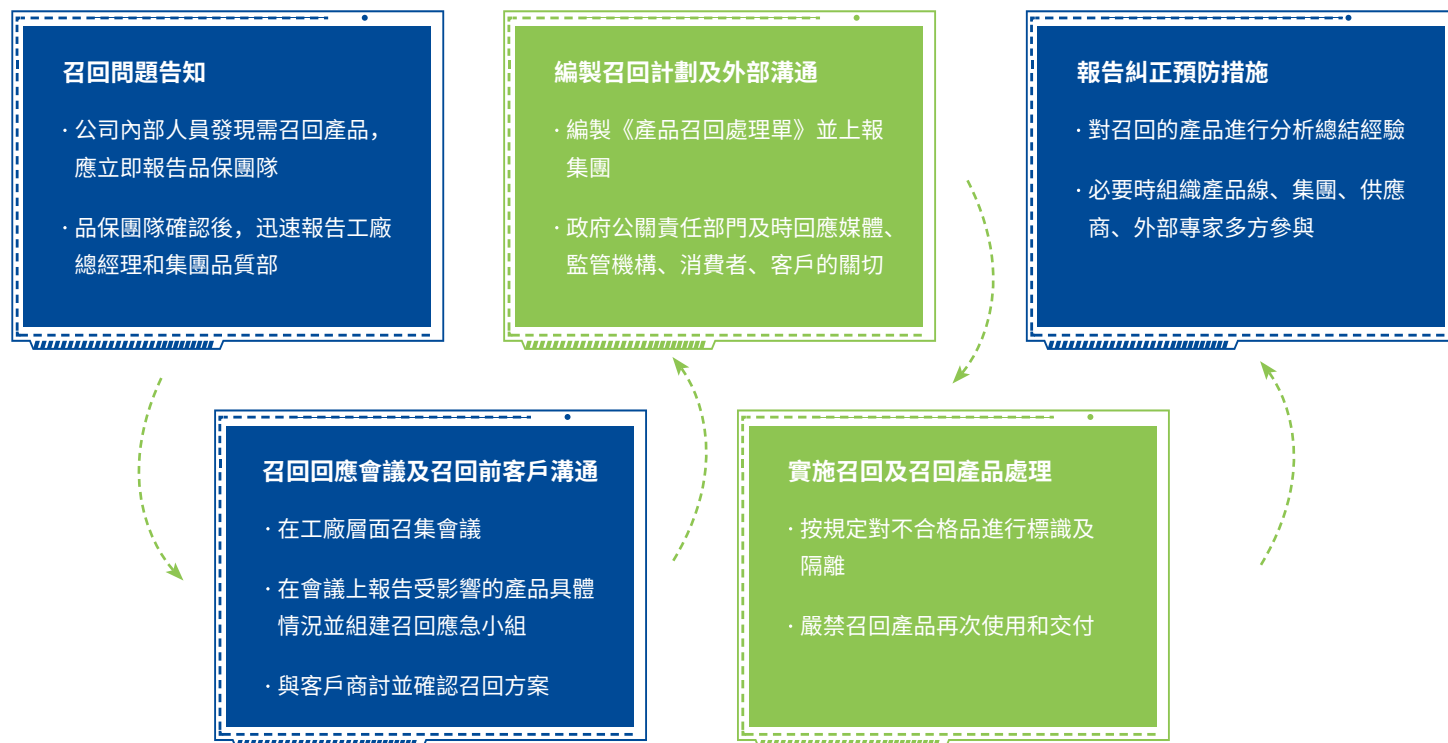 召回問題告知
· 公司內部人員發現需召回產品，
應立即報告品保團隊
· 品保團隊確認後，迅速報告工廠
總經理和集團品質部
召回回應會議及召回前客戶溝通
· 在工廠層面召集會議
· 在會議上報告受影響的產品具體
情況並組建召回應急小組
· 與客戶商討並確認召回方案
編製召回計劃及外部溝通
· 編製《產品召回處理單》並上報
集團
· 政府公關責任部門及時回應媒體、
監管機構、消費者、客戶的關切
實施召回及召回產品處理
· 按規定對不合格品進行標識及
隔離
· 嚴禁召回產品再次使用和交付
報告糾正預防措施
· 對召回的產品進行分析總結經驗
· 必要時組織產品線、集團、供應
商、外部專家多方參與